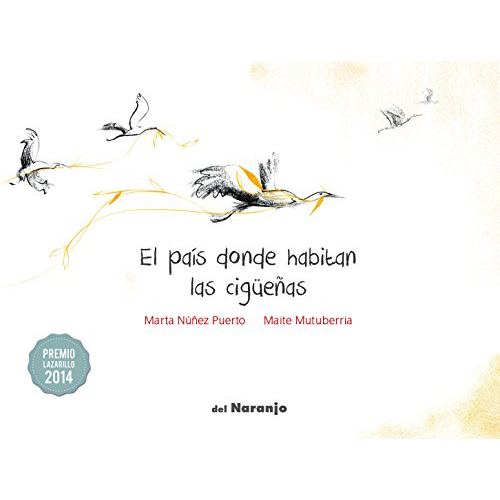 El país donde habitan
las cigüeñas
Marta Núñez Puerto Maite Mutuberria
PREMIO
LAZARILLO
2014
del Naranjo